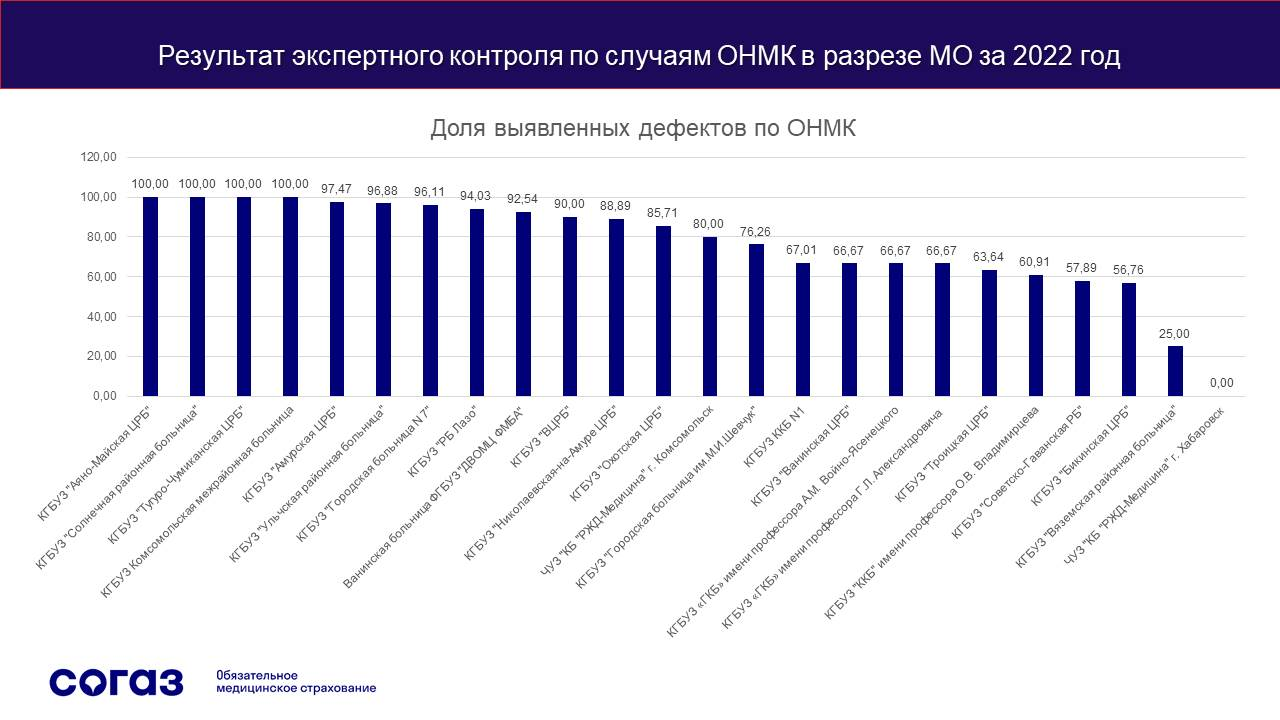 Результат экспертного контроля по случаям ОНМК в разрезе МО за 2022 год
Доля выявленных дефектов по ОНМК
120,00
100,00
80,00
60,00
40,00
20,00
0,00
100,00
100,00
100,00
100,00
97,47
96,88
96,11
94,03
92,54
90,00
88,89
85,71
80,00
76,26
67,01
66,67
66,67
66,67
63,64
60,91
57,89
56,76
25,00
0,00
КГБУЗ "Аяно-Майская ЦРБ"
КГБУЗ "Солнечная районная больница"
КГБУЗ "Тугуро-Чумиканская ЦРБ"
КГБУЗ Комсомольская межрайонная больница
КГБУЗ "Амурская ЦРБ"
КГБУЗ "Ульчская районная больница"
КГБУЗ "Городская больница N 7"
КГБУЗ "РБ Лазо"
Ванинская больница ФГБУЗ "ДВОМЦ ФМБА"
КГБУЗ "ВЦРБ"
КГБУЗ "Николаевская-на-Амуре ЦРБ"
КГБУЗ "Охотская ЦРБ"
ЧУЗ "КБ "РЖД-Медицина" г. Комсомольск
КГБУЗ "Городская больница им.М.И.Шевчук"
КГБУЗ ККБ N1
КГБУЗ "Ванинская ЦРБ"
КГБУЗ «ГКБ» имени профессора А.М. Войно-Ясенецкого
КГБУЗ «ГКБ» имени профессора Г.Л. Александровича
КГБУЗ "Троицкая ЦРБ"
КГБУЗ "ККБ" имени профессора О.В. Владимирцева
КГБУЗ "Советско-Гаванская РБ"
КГБУЗ "Бикинская ЦРБ"
КГБУЗ "Вяземская районная больница"
ЧУЗ "КБ "РЖД-Медицина" г. Хабаровск
согаз
Обязательное
медицинское страхование